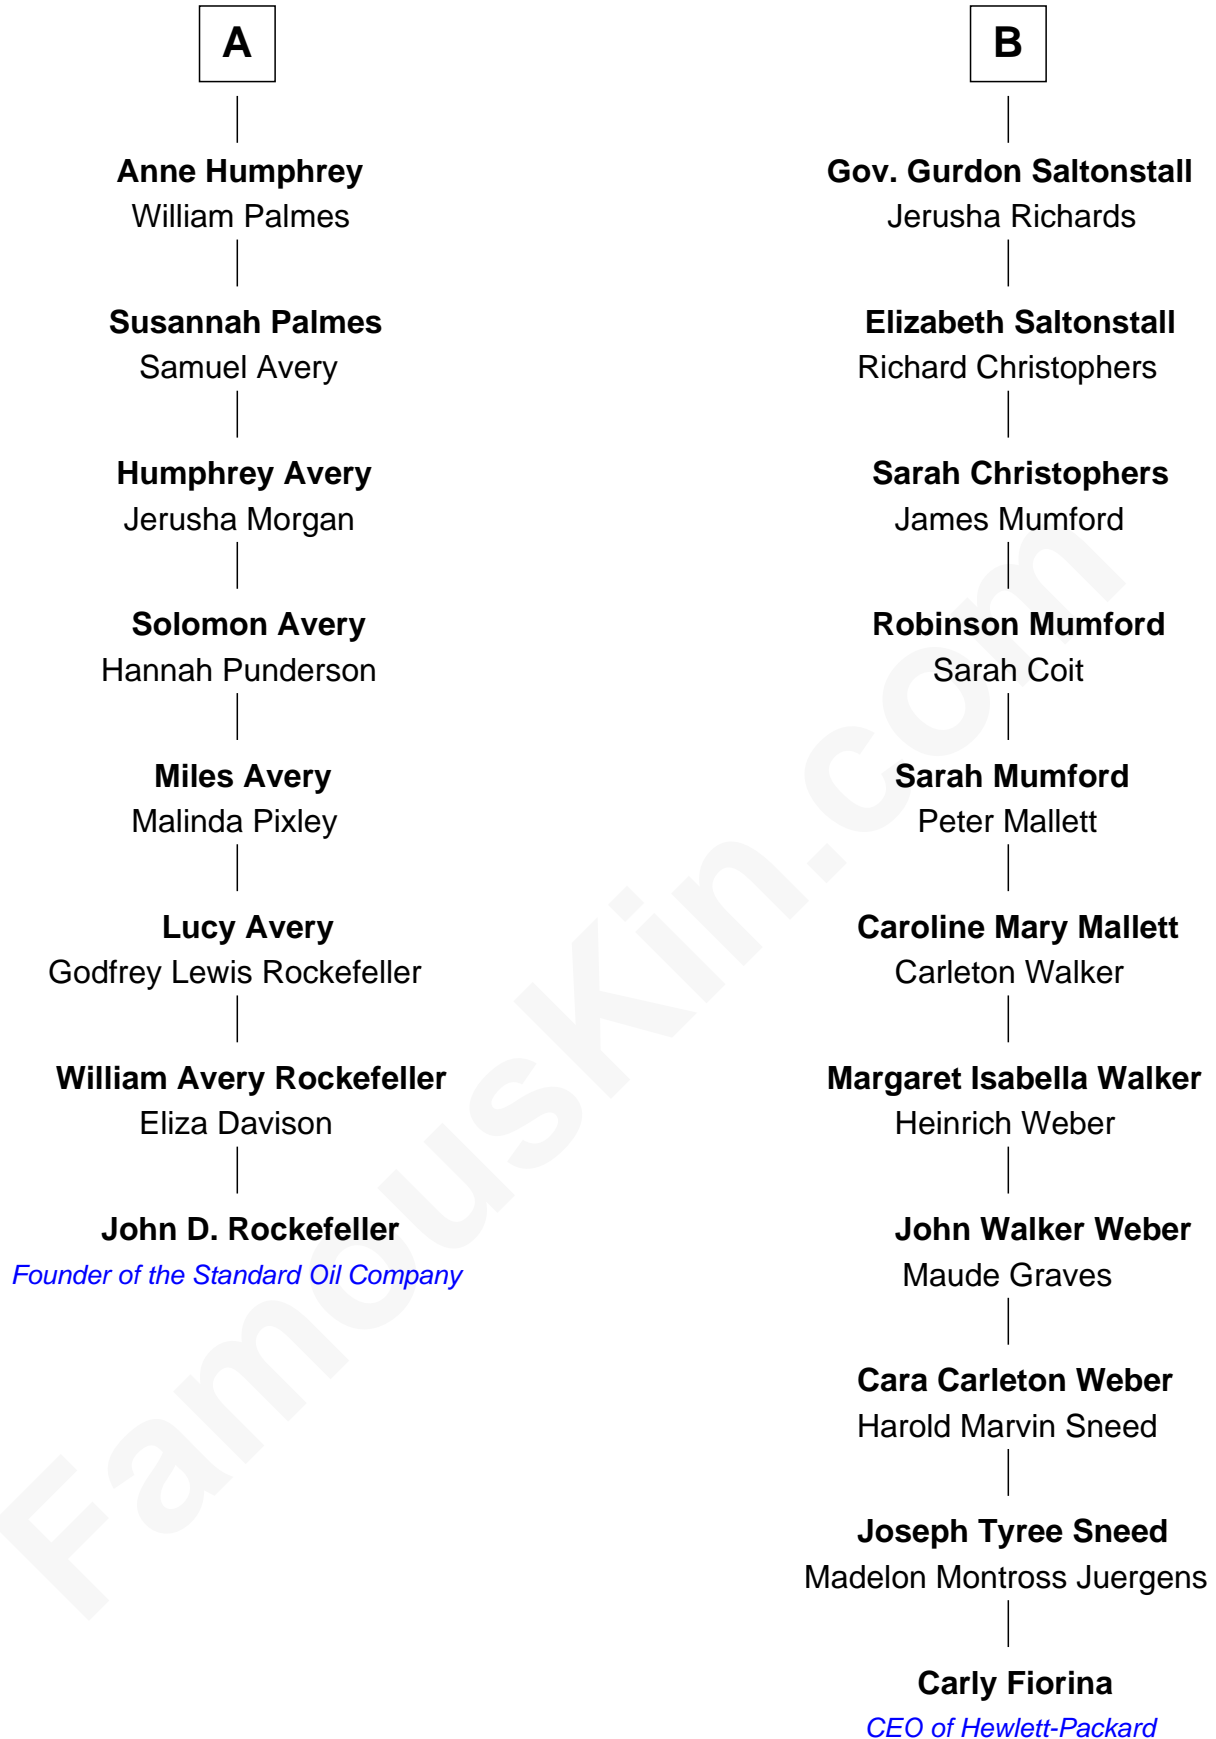 A
Anne Humphrey
William Palmes
Susannah Palmes
Samuel Avery
Humphrey Avery
Jerusha Morgan
Solomon Avery
Hannah Punderson
Miles Avery
Malinda Pixley
Lucy Avery
Godfrey Lewis Rockefeller
William Avery Rockefeller
Eliza Davison
John D. Rockefeller
Founder of the Standard Oil Company
B
Gov. Gurdon Saltonstall
Jerusha Richards
Elizabeth Saltonstall
Richard Christophers
Sarah Christophers
James Mumford
Robinson Mumford
Sarah Coit
Sarah Mumford
Peter Mallett
Caroline Mary Mallett
Carleton Walker
Margaret Isabella Walker
Heinrich Weber
John Walker Weber
Maude Graves
Cara Carleton Weber
Harold Marvin Sneed
Joseph Tyree Sneed
Madelon Montross Juergens
Carly Fiorina
CEO of Hewlett-Packard
FamousKin.com